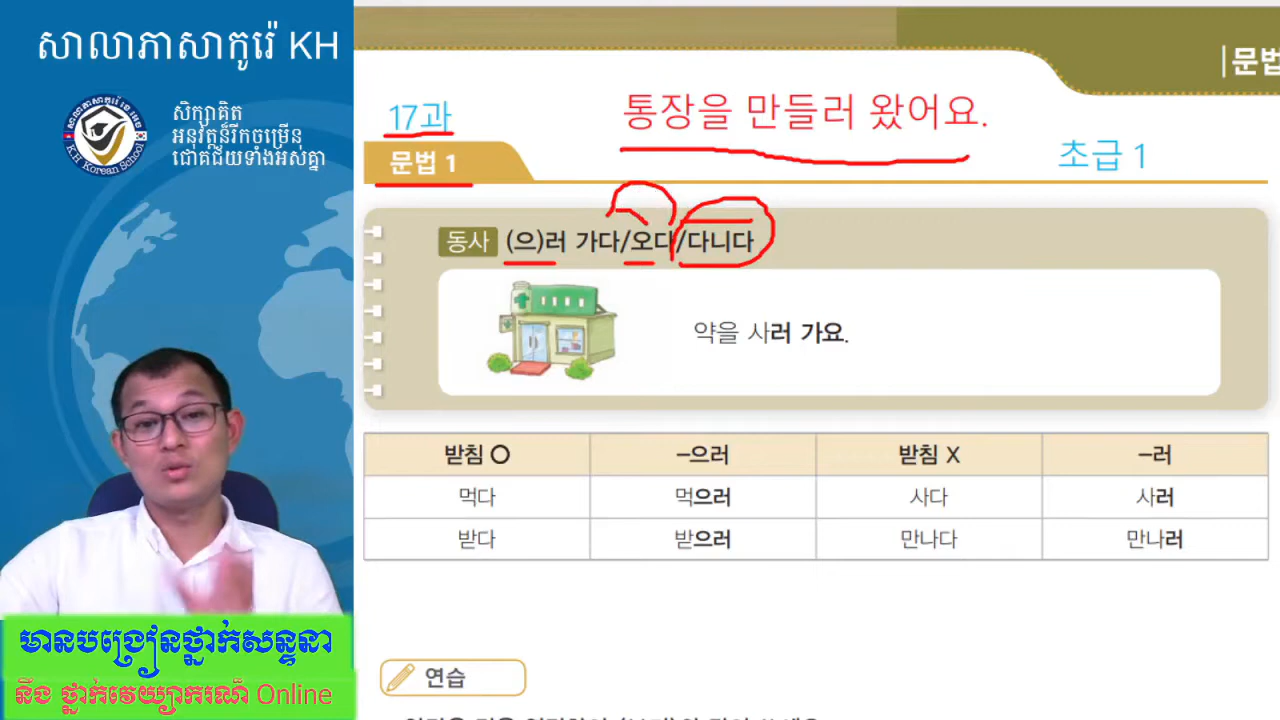 សាលាភាសាកូរ៉េ KH
សិក្សាគិត
អនុវត្តន៍រីកចម្រើន
ជោគជ័យទាំងអស់គ្នា
K.H Korean School
មានបង្រៀនថ្នាក់សន្ទនា
នឹង ថ្នាក់វេយ្យាករណ៍ Online
문법
17과
통장을 만들러 왔어요.
초급 1
문법 1
동사 (으)러 가다/오다/다니다
약을 사러 가요.
받침 O –으러 받침 X –러
먹다 먹으러 사다 사러
받다 받으러 만나다 만나러
연습